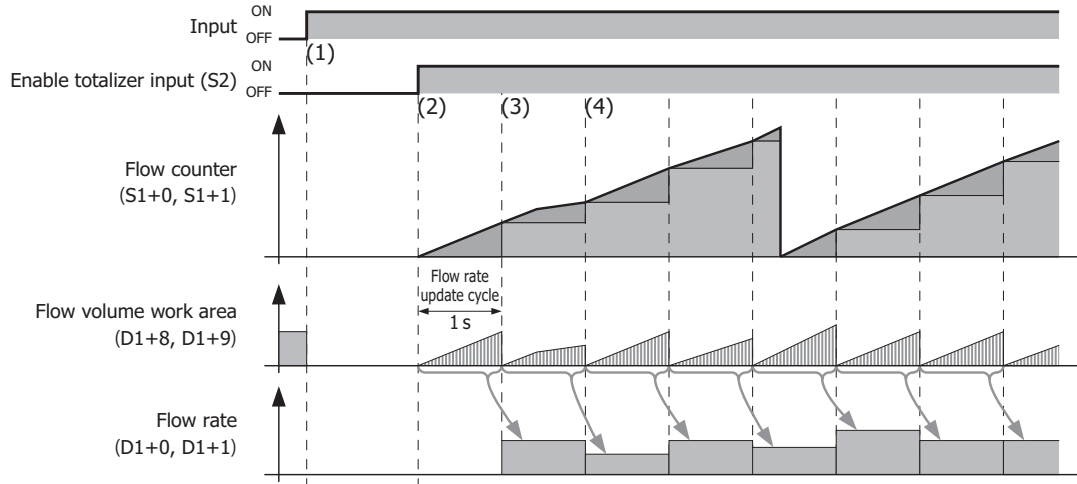 Input
ON
OFF
(1)
Enable totalizer input (S2)
ON
OFF
(2)
(3)
(4)
Flow counter
(S1+0, S1+1)
Flow rate
update cycle
1 s
Flow volume work area
(D1+8, D1+9)
Flow rate
(D1+0, D1+1)